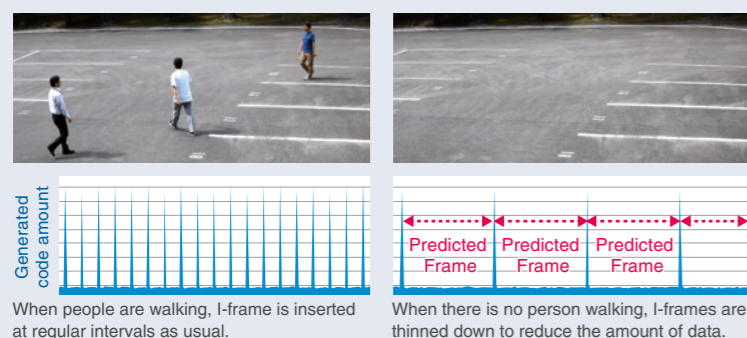 Generated
code amount
Predicted
Frame
Predicted
Frame
Predicted
Frame
When people are walking, I-frame is inserted
at regular intervals as usual.
When there is no person walking, I-frames are
thinned down to reduce the amount of data.